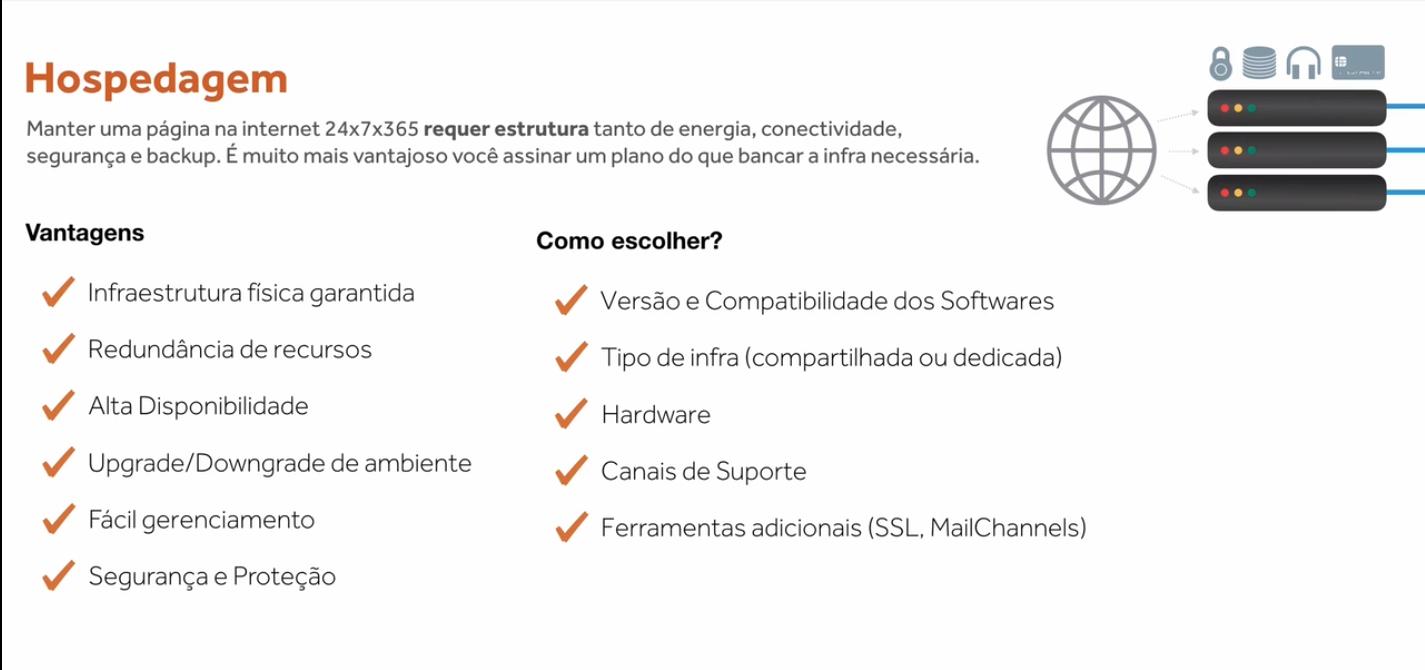 Hospedagem
Manter uma página na internet 24x7x365 requer estrutura tanto de energia, conectividade,
segurança e backup. É muito mais vantajoso você assinar um plano do que bancar a infra necessária.
Vantagens
Infraestrutura física garantida
Redundância de recursos
Alta Disponibilidade
Upgrade/Downgrade de ambiente
Fácil gerenciamento
Segurança e Proteção
Como escolher?
Versão e Compatibilidade dos Softwares
Tipo de infra (compartilhada ou dedicada)
Hardware
Canais de Suporte
Ferramentas adicionais (SSL, MailChannels)